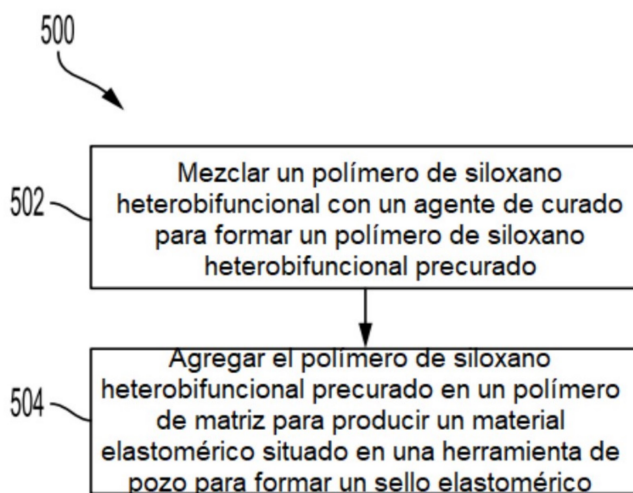 500
502
Mezclar un polímero de siloxano
heterobifuncional con un agente de curado
para formar un polímero de siloxano
heterobifuncional precurado
504
Agregar el polímero de siloxano
heterobifuncional precurado en un polímero
de matriz para producir un material
elastomérico situado en una herramienta de
pozo para formar un sello elastomérico